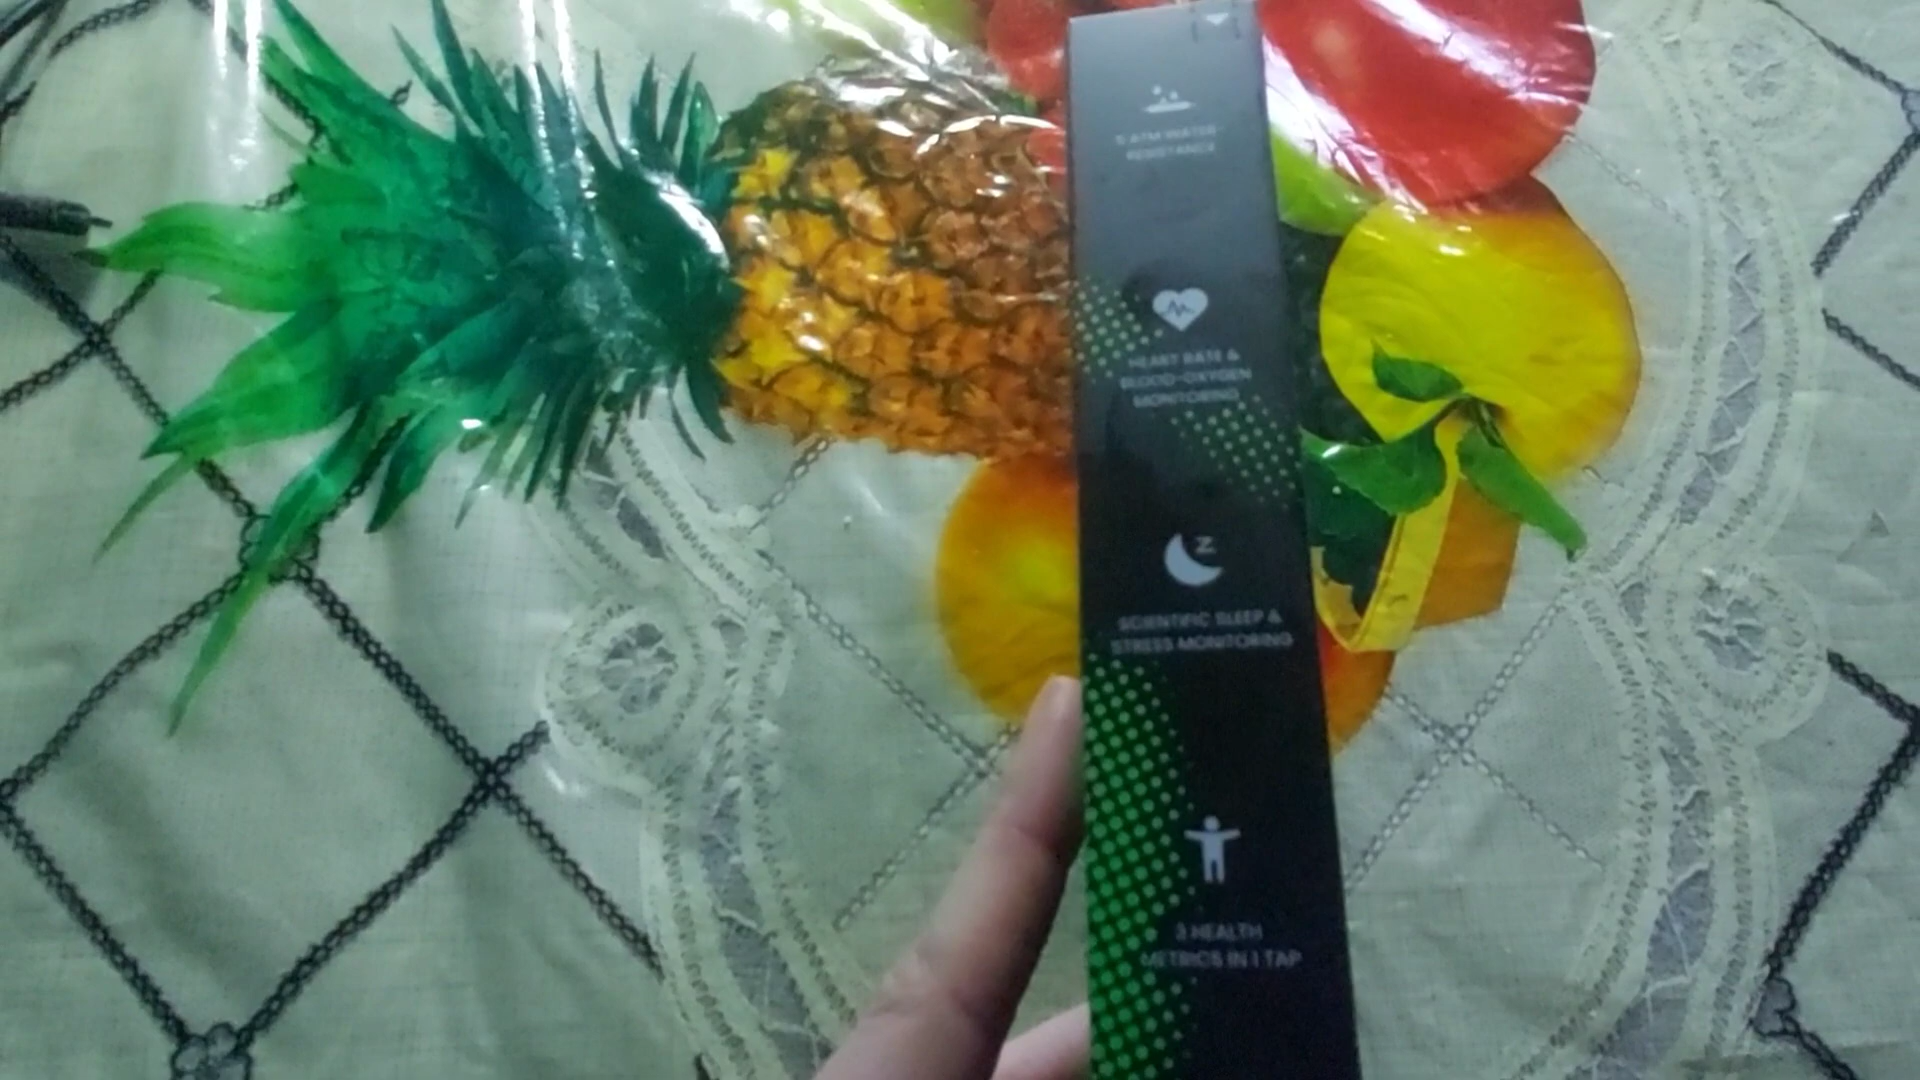 5 ATM WATER-
RESISTANCE
HEART RATE &
BLOOD-OXYGEN
MONITORING
Z
SCIENTIFIC SLEEP &
STRESS MONITORING
3 HEALTH
METRICS IN 1 TAP